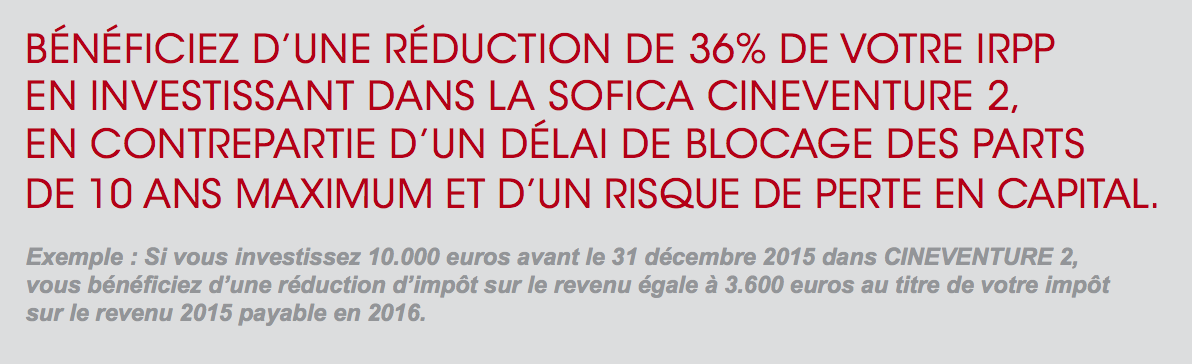 BÉNÉFICIEZ D’UNE RÉDUCTION DE 36% DE VOTRE IRPP
EN INVESTISSANT DANS LA SOFICA CINEVENTURE 2,
EN CONTREPARTIE D’UN DÉLAI DE BLOCAGE DES PARTS
DE 10 ANS MAXIMUM ET D’UN RISQUE DE PERTE EN CAPITAL.
Exemple : Si vous investissez 10.000 euros avant le 31 décembre 2015 dans CINEVENTURE 2,
vous bénéficiez d’une réduction d’impôt sur le revenu égale à 3.600 euros au titre de votre impôt
sur le revenu 2015 payable en 2016.